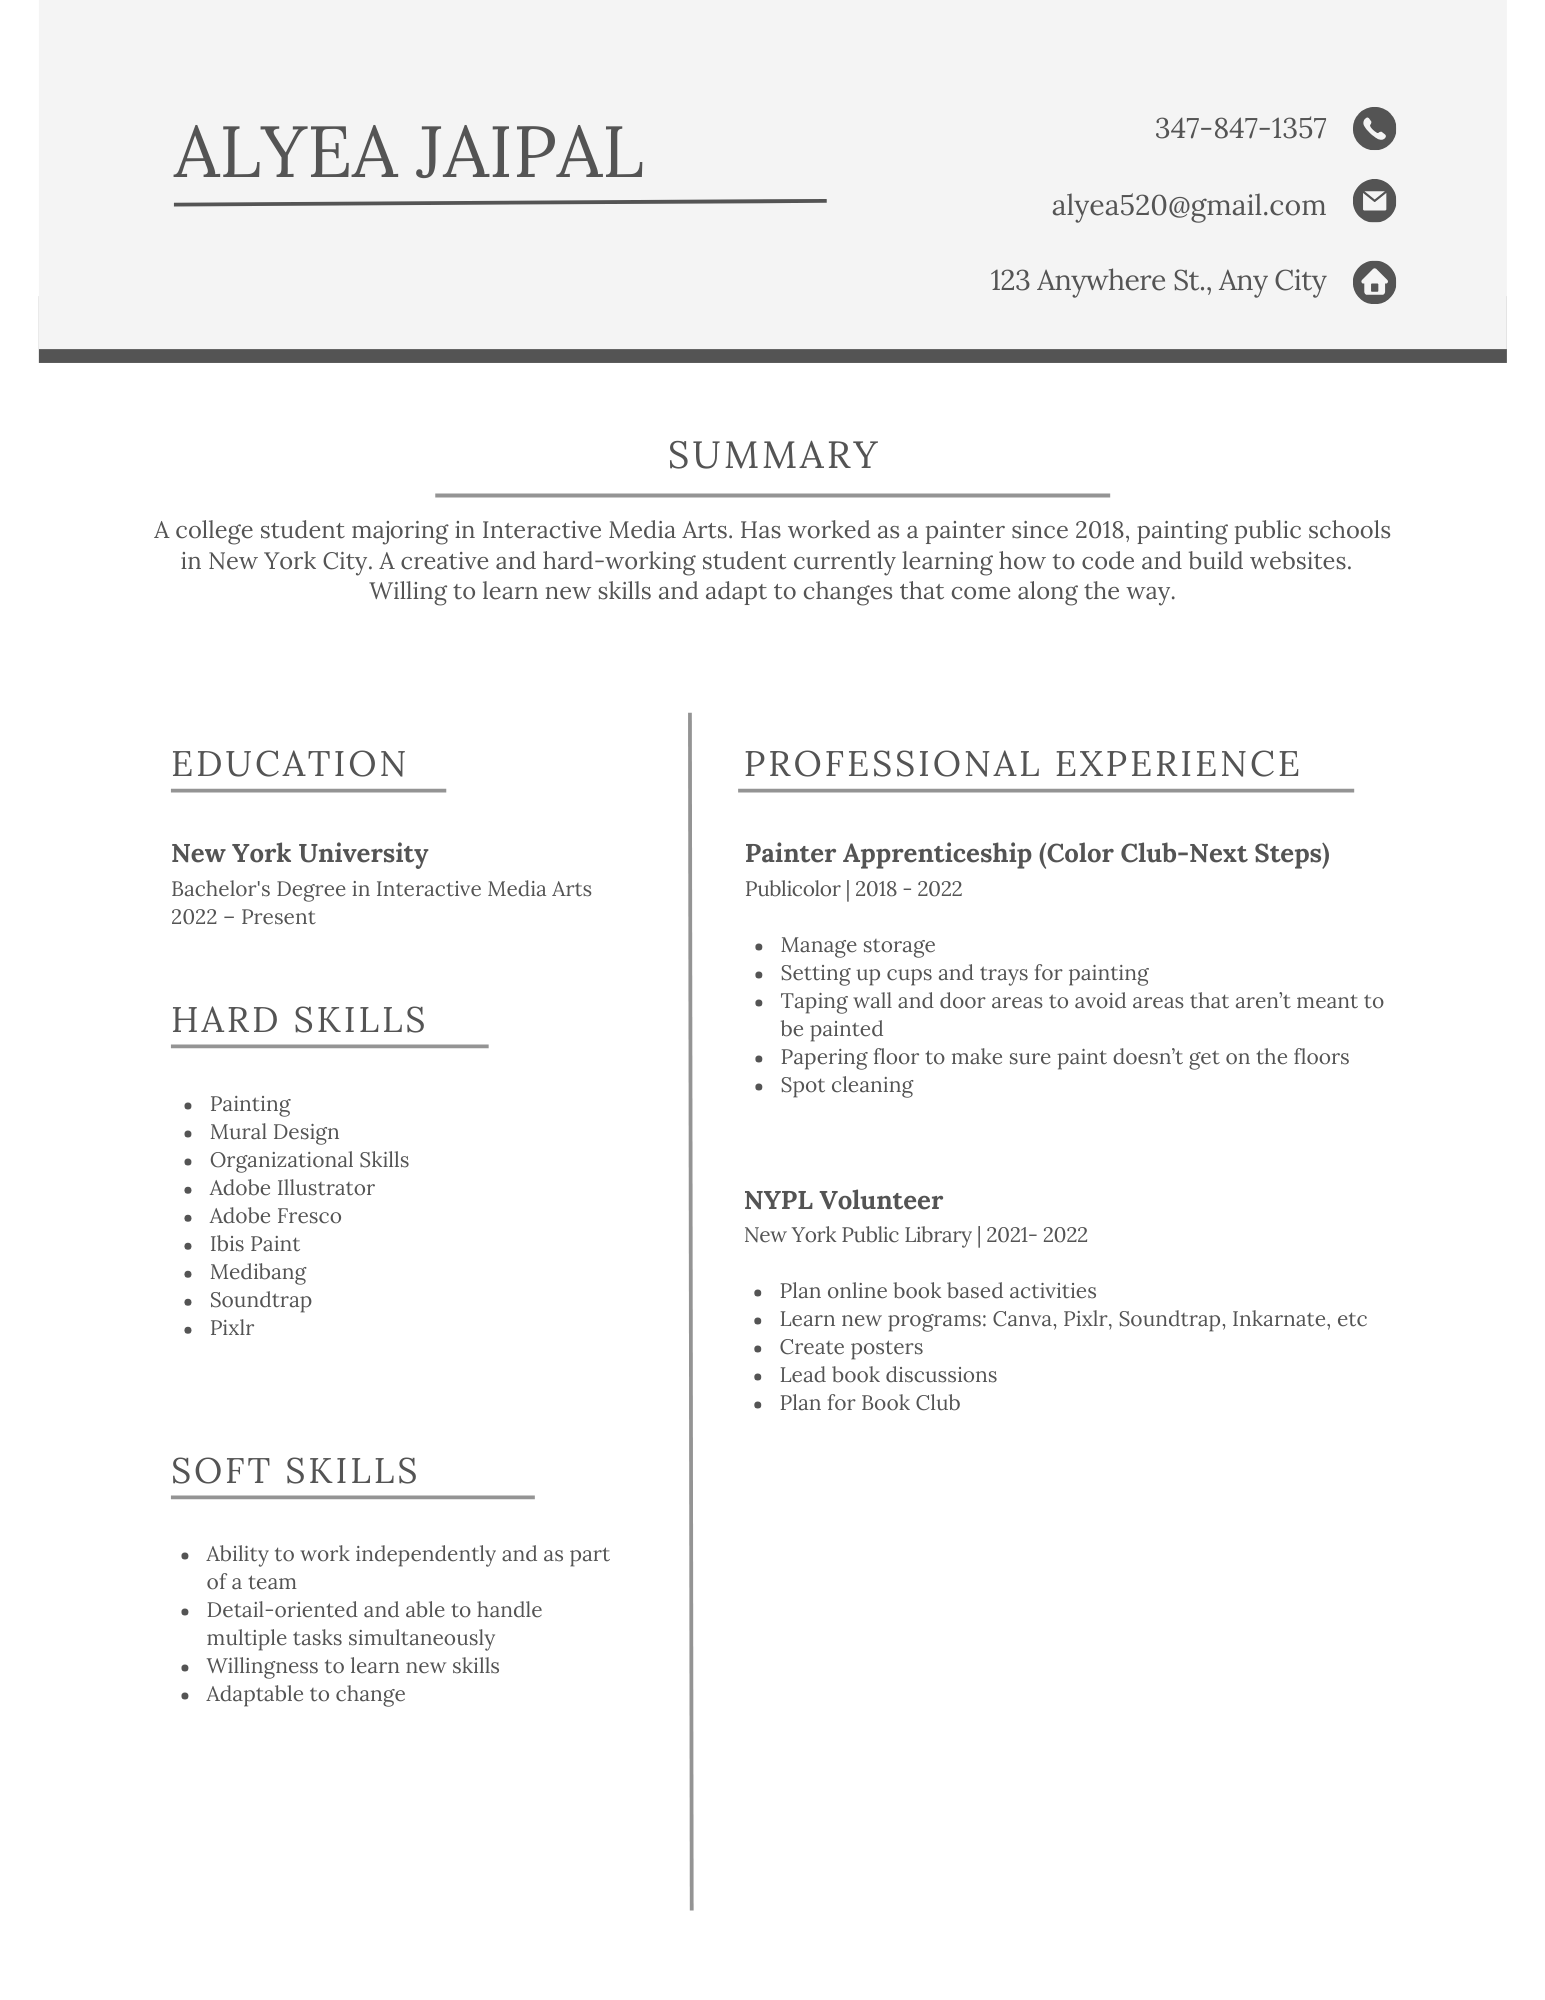 ALYEA JAIPAL
347-847-1357
alyea520@gmail.com
123 Anywhere St., Any City
SUMMARY
A college student majoring in Interactive Media Arts. Has worked as a painter since 2018, painting public schools
in New York City. A creative and hard-working student currently learning how to code and build websites.
Willing to learn new skills and adapt to changes that come along the way.
EDUCATION
New York University
Bachelor's Degree in Interactive Media Arts
2022 – Present
HARD SKILLS
• Painting
• Mural Design
• Organizational Skills
• Adobe Illustrator
• Adobe Fresco
• Ibis Paint
• Medibang
• Soundtrap
• Pixlr
SOFT SKILLS
• Ability to work independently and as part
of a team
• Detail-oriented and able to handle
multiple tasks simultaneously
• Willingness to learn new skills
• Adaptable to change
PROFESSIONAL EXPERIENCE
Painter Apprenticeship (Color Club-Next Steps)
Publicolor | 2018 - 2022
• Manage storage
• Setting up cups and trays for painting
• Taping wall and door areas to avoid areas that aren’t meant to
be painted
• Papering floor to make sure paint doesn’t get on the floors
• Spot cleaning
NYPL Volunteer
New York Public Library | 2021- 2022
• Plan online book based activities
• Learn new programs: Canva, Pixlr, Soundtrap, Inkarnate, etc
• Create posters
• Lead book discussions
• Plan for Book Club